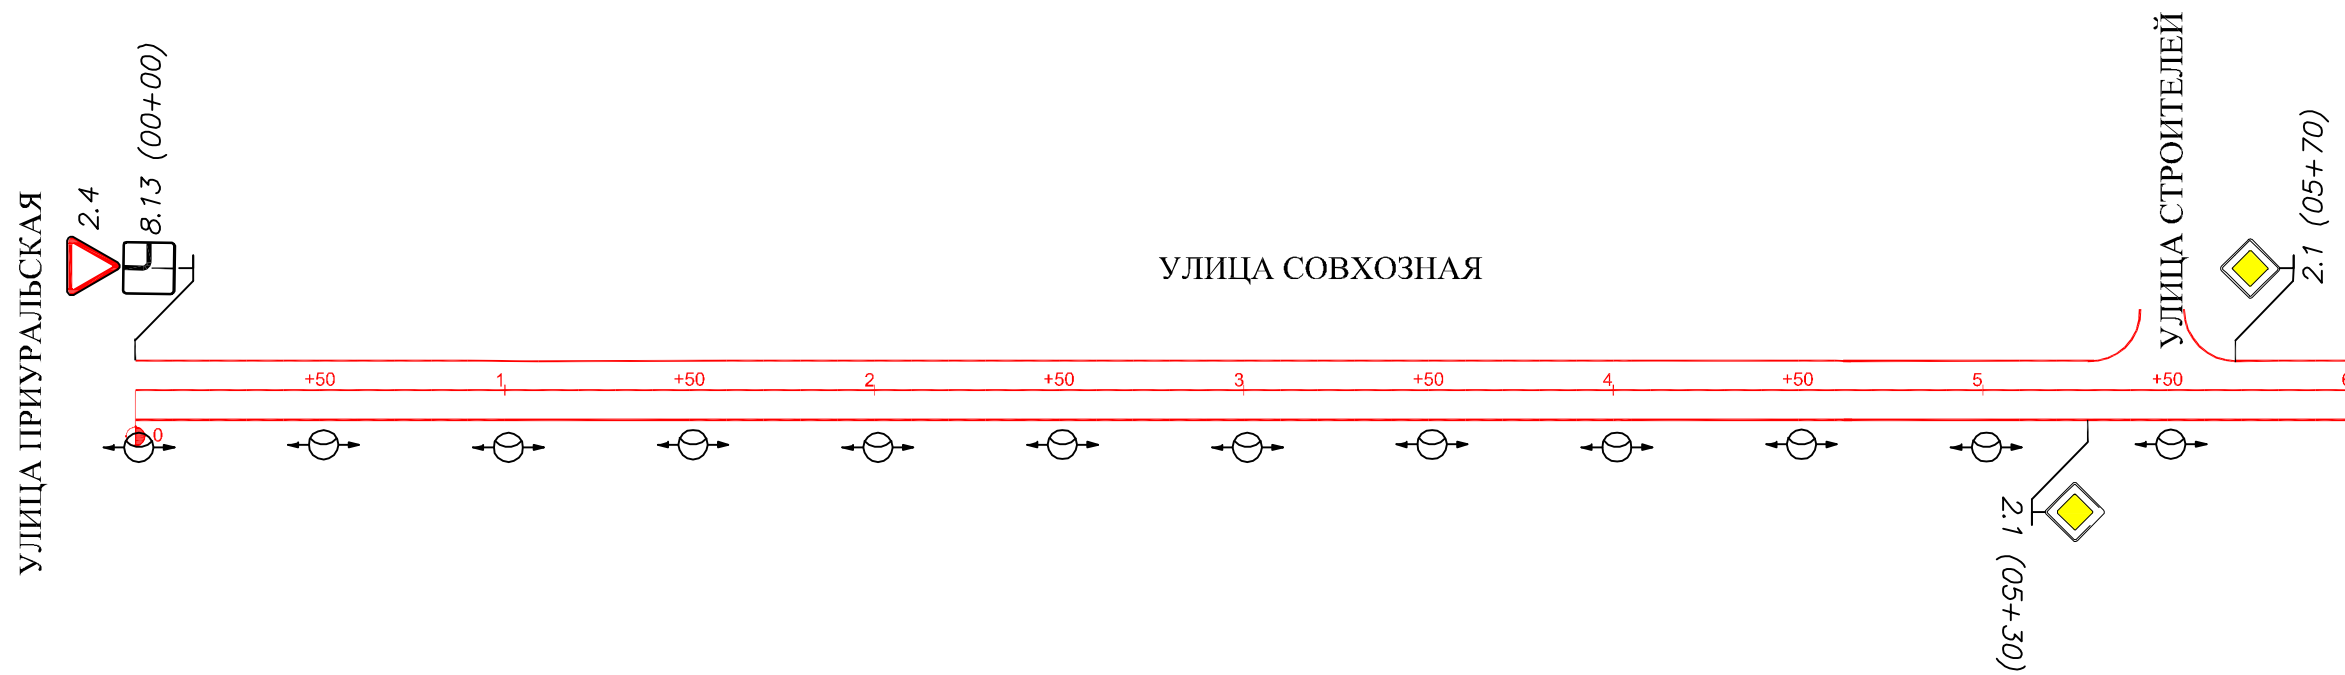 УЛИЦА ПРИУРАЛЬСКАЯ
2.4
8.13 (00+00)
УЛИЦА СОВХОЗНАЯ
УЛИЦА СТРОИТЕЛЕЙ
2.1 (05+70)
+50 1 +50 2 +50 3 +50 4 +50 5 +50 6
0
2.1 (05+30)